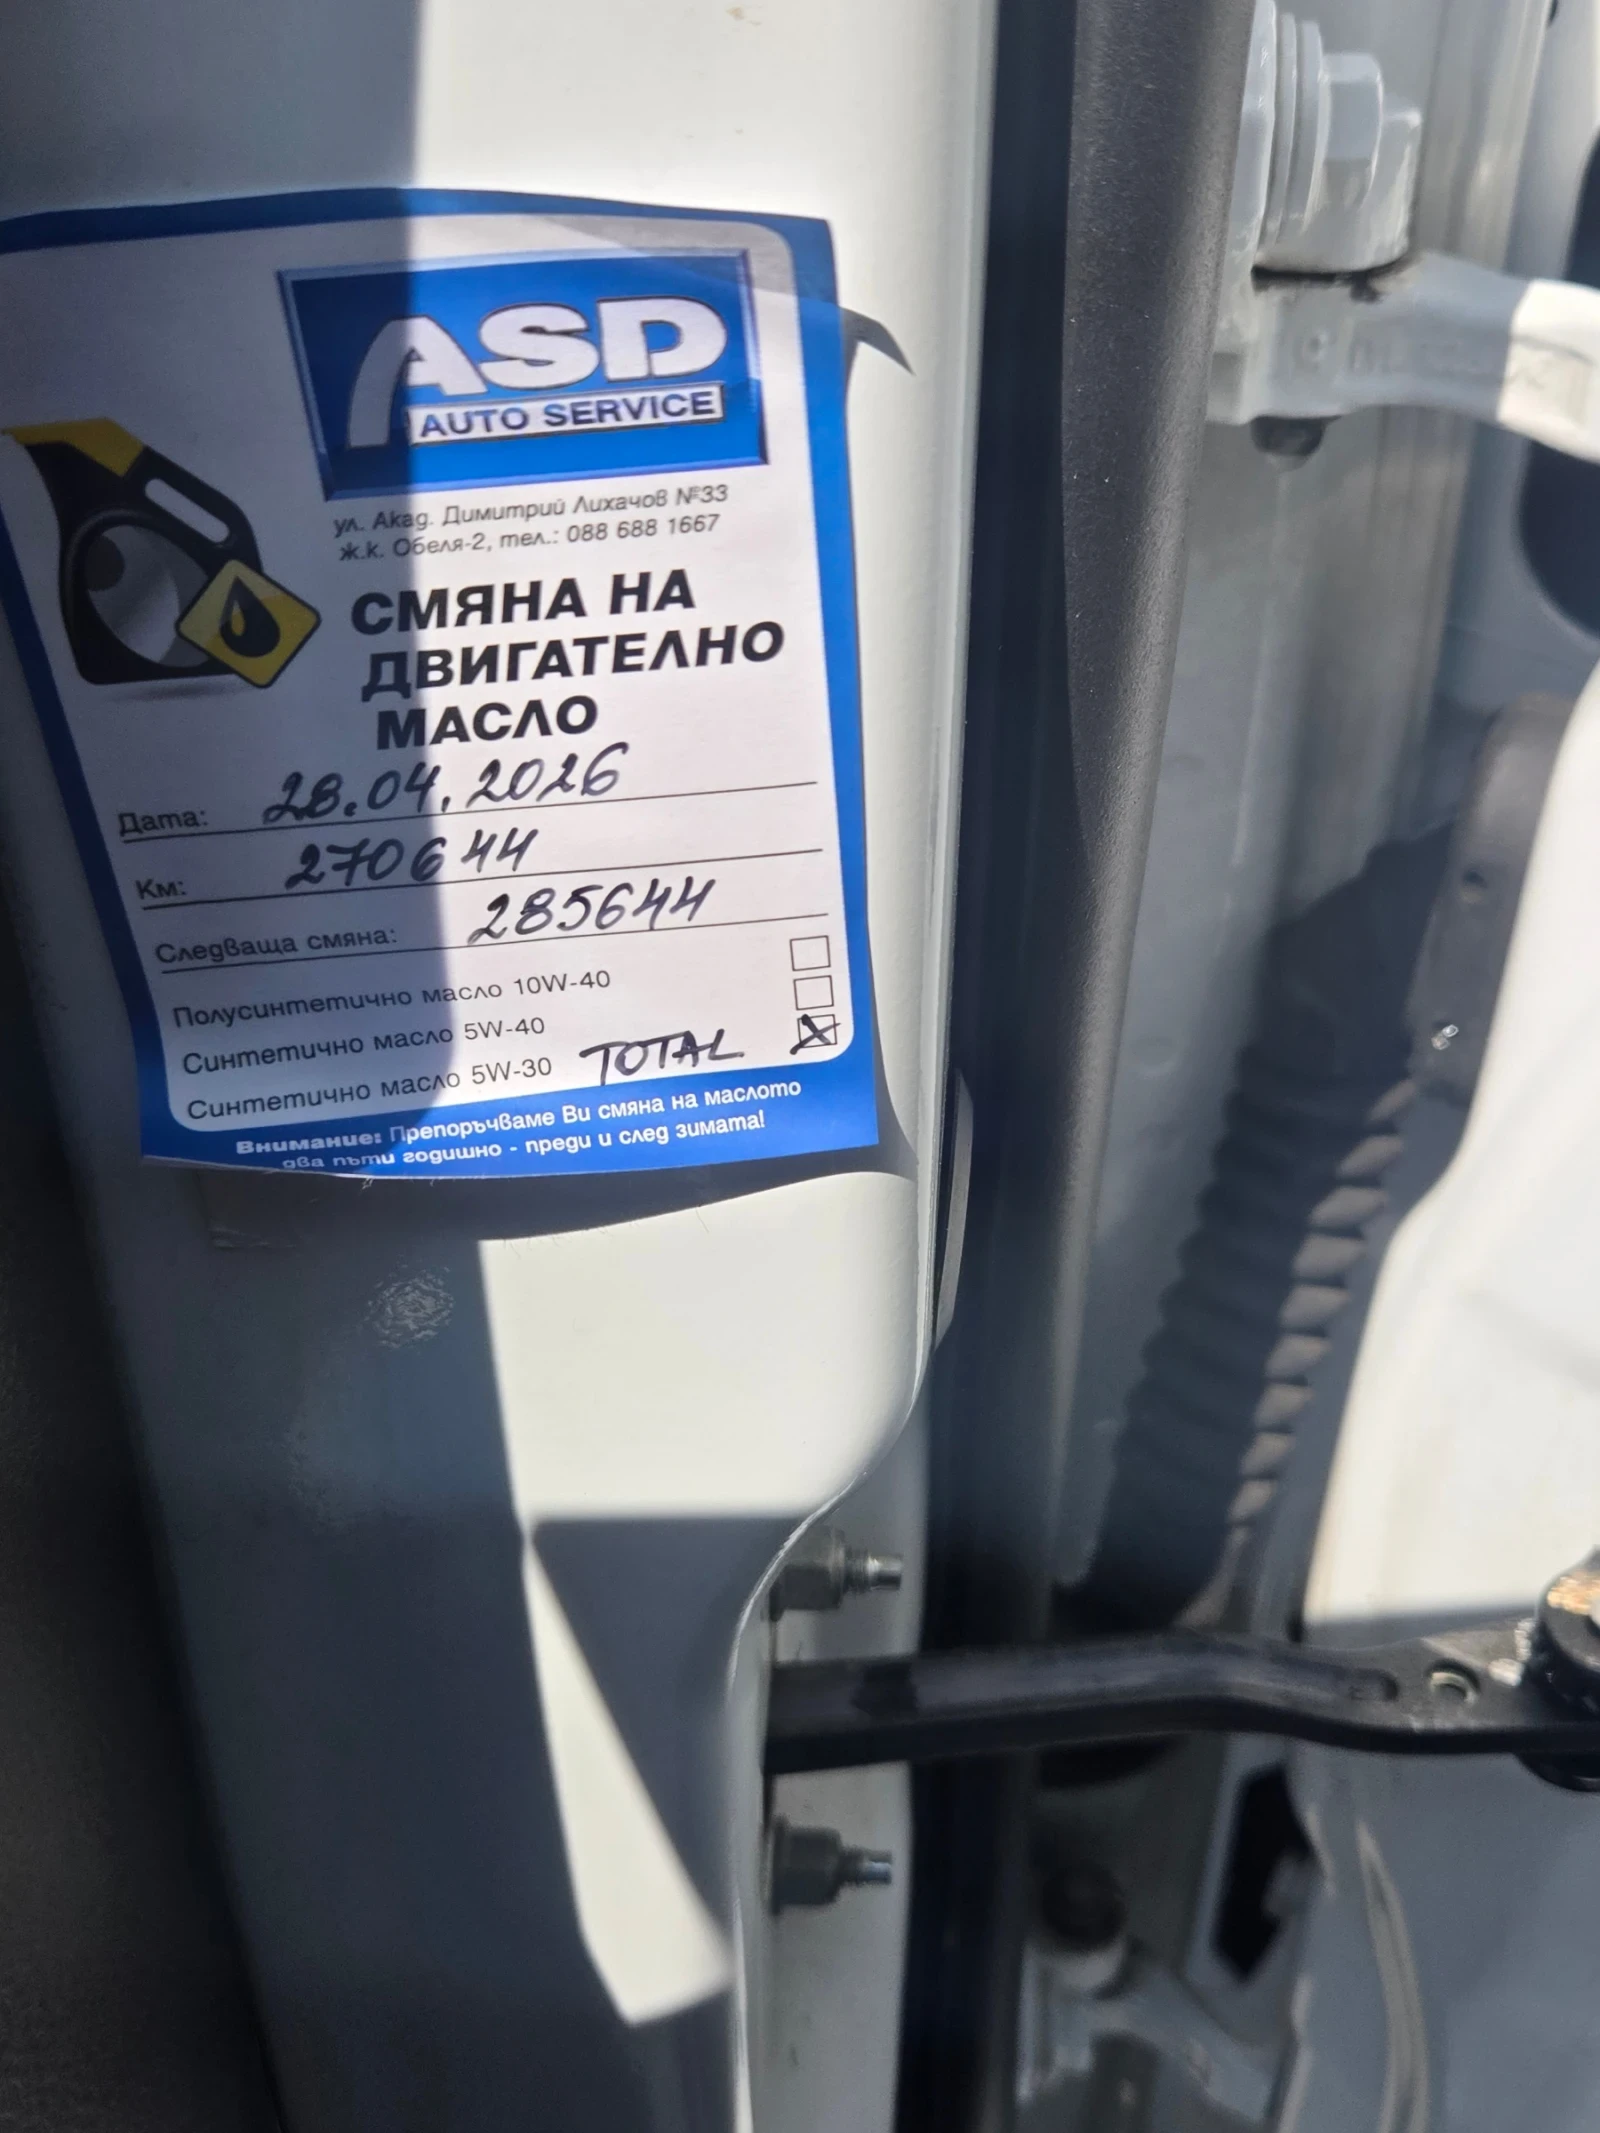 ASD
AUTO SERVICE
ул. Акад. Димитрий Лихачов №33
ж.к. Обеля-2, тел.: 088 688 1667
СМЯНА НА
ДВИГАТЕЛНО
МАСЛО
Дата: 28.04.2026
Км: 270644
Следваща смяна: 285644
Полусинтетично масло 10W-40
Синтетично масло 5W-40
Синтетично масло 5W-30 TOTAL X
Внимание: Препоръчваме Ви смяна на маслото
два пъти годишно - преди и след зимата!